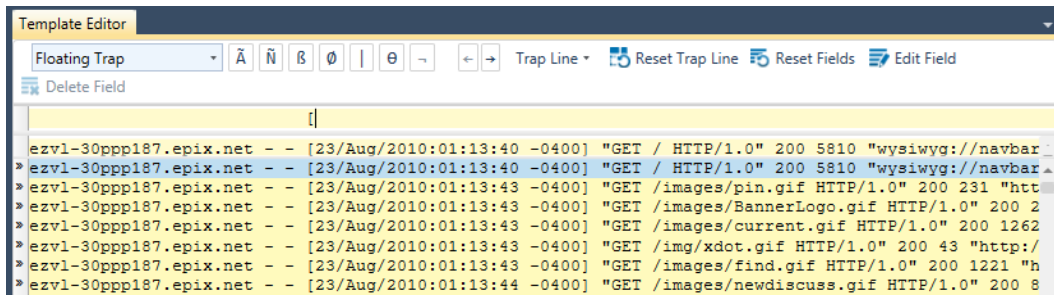 Template Editor
Floating Trap Ã Ñ ß Ø | Ɵ ¬ ← → Trap Line Reset Trap Line Reset Fields Edit Field
Delete Field
[
ezvl-30ppp187.epix.net - - [23/Aug/2010:01:13:40 -0400] "GET / HTTP/1.0" 200 5810 "wysiwyg://navbar
» ezvl-30ppp187.epix.net - - [23/Aug/2010:01:13:40 -0400] "GET / HTTP/1.0" 200 5810 "wysiwyg://navbar
» ezvl-30ppp187.epix.net - - [23/Aug/2010:01:13:43 -0400] "GET /images/pin.gif HTTP/1.0" 200 231 "htt
» ezvl-30ppp187.epix.net - - [23/Aug/2010:01:13:43 -0400] "GET /images/BannerLogo.gif HTTP/1.0" 200 2
» ezvl-30ppp187.epix.net - - [23/Aug/2010:01:13:43 -0400] "GET /images/current.gif HTTP/1.0" 200 1262
» ezvl-30ppp187.epix.net - - [23/Aug/2010:01:13:43 -0400] "GET /img/xdot.gif HTTP/1.0" 200 43 "http:/
» ezvl-30ppp187.epix.net - - [23/Aug/2010:01:13:43 -0400] "GET /images/find.gif HTTP/1.0" 200 1221 "h
» ezvl-30ppp187.epix.net - - [23/Aug/2010:01:13:44 -0400] "GET /images/newdiscuss.gif HTTP/1.0" 200 8